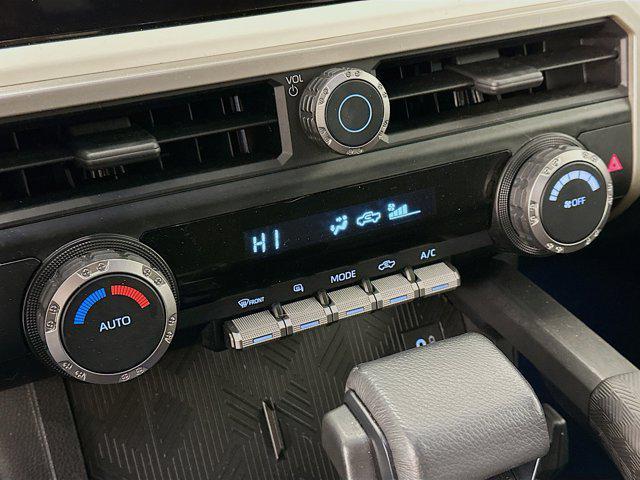 VOL
HI
OFF
A/C
MODE
FRONT
AUTO